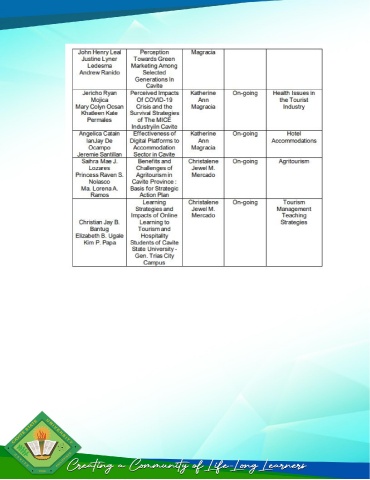 John Henry Leal
Justine Lyner
Ledesma
Andrew Ranido
Perception
Towards Green
Marketing Among
Selected
Generations in
Cavite
Magracia
Jericho Ryan
Mojica
Mary Colyn Ocsan
Khatleen Kate
Permales
Perceived Impacts
Of COVID-19
Crisis and the
Survival Strategies
of The MICE
Industryin Cavite
Katherine
Ann
Magracia
On-going
Health Issues in
the Tourist
Industry
Angelica Catain
IanJay De
Ocampo
Jeremie Santillan
Effectiveness of
Digital Platforms to
Accommodation
Sector in Cavite
Katherine
Ann
Magracia
On-going
Hotel
Accommodations
Saihra Mae J.
Lozares
Princess Raven S.
Nolasco
Ma. Lorena A.
Ramos
Benefits and
Challenges of
Agritourism in
Cavite Province :
Basis for Strategic
Action Plan
Christalene
Jewel M.
Mercado
On-going
Agritourism
Christian Jay B.
Bantug
Elizabeth B. Ugale
Kim P. Papa
Learning
Strategies and
Impacts of Online
Learning to
Tourism and
Hospitality
Students of Cavite
State University -
Gen. Trias City
Campus
Christalene
Jewel M.
Mercado
On-going
Tourism
Management
Teaching
Strategies
Creating a Community of Life-Long Learners